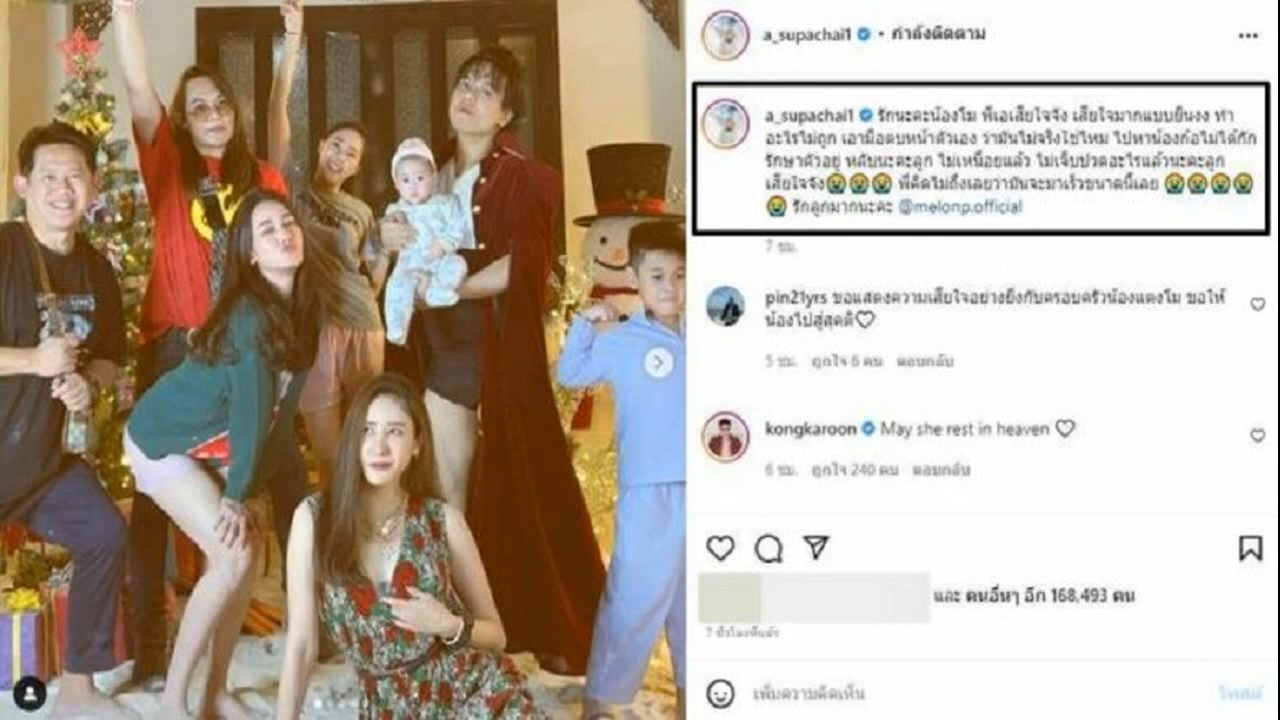 a_supachai1 • กำลังติดตาม
a_supachai1 รักนะคะน้องโม พี่เอเสียใจจัง เสียใจมากแบบยืนงง ทำ
อะไรไม่ถูก เอามือตบหน้าตัวเอง ว่ามันไม่จริงใช่ไหม ไปหาน้องก้อไม่ได้กัก
รักษาตัวอยู่ หลับนะคะลูก ไม่เหนื่อยแล้ว ไม่เจ็บปวดอะไรแล้วนะคะลูก
เสียใจจัง😭😭😭 พี่คิดไม่ถึงเลยว่ามันจะมาเร็วขนาดนี้เลย 😭😭😭😭
😭 รักลูกมากนะคะ @melonp.official
7 ชม.
pin21yrs ขอแสดงความเสียใจอย่างยิ่งกับครอบครัวน้องแตงโม ขอให้
น้องไปสู่สุคติ♡
5 ชม. ถูกใจ 6 คน ตอบกลับ
kongkaroon May she rest in heaven ♡
6 ชม. ถูกใจ 240 คน ตอบกลับ
และ คนอื่นๆ อีก 168,493 คน
7 ชั่วโมงที่แล้ว
เพิ่มความคิดเห็น
โพสต์